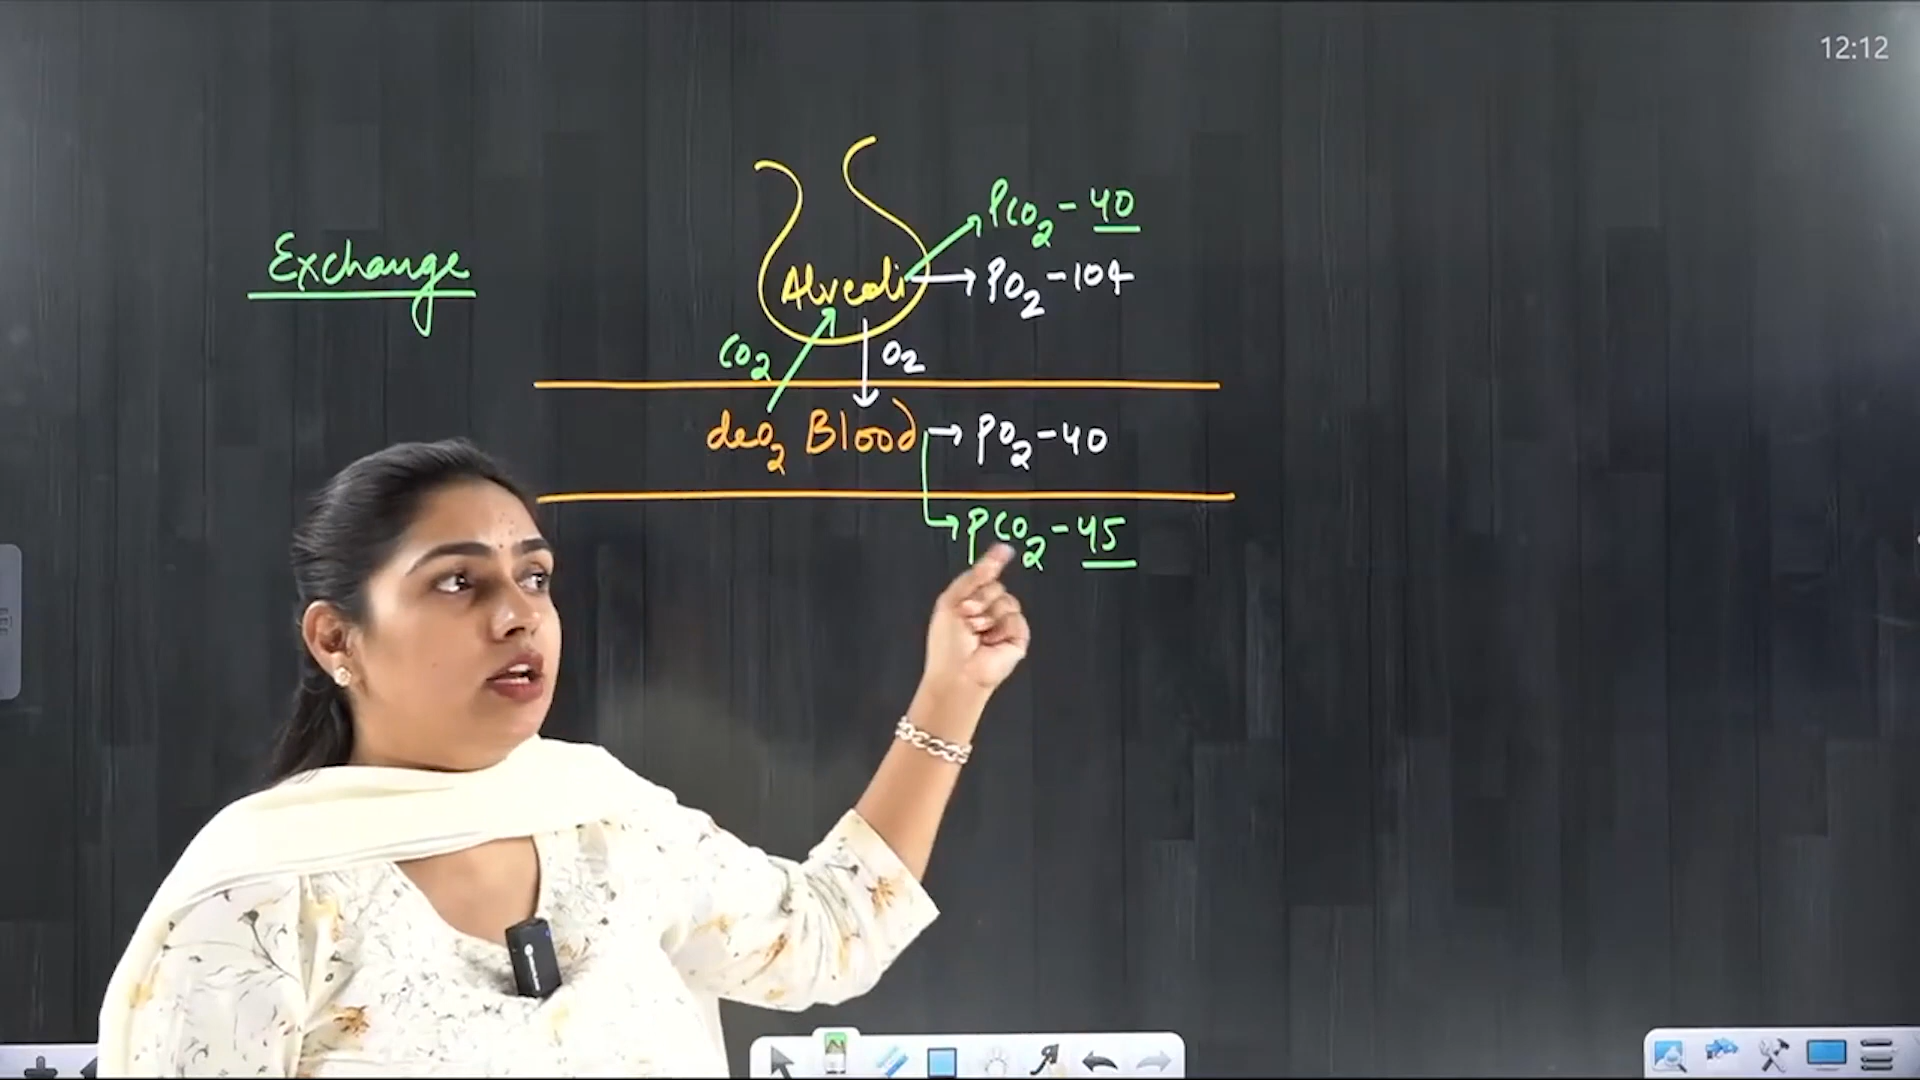 12:12
PCO2 - 40
Exchange
Alveoli
PO2 - 104
CO2
O2
deO2 Blood
PO2 - 40
PCO2 - 45